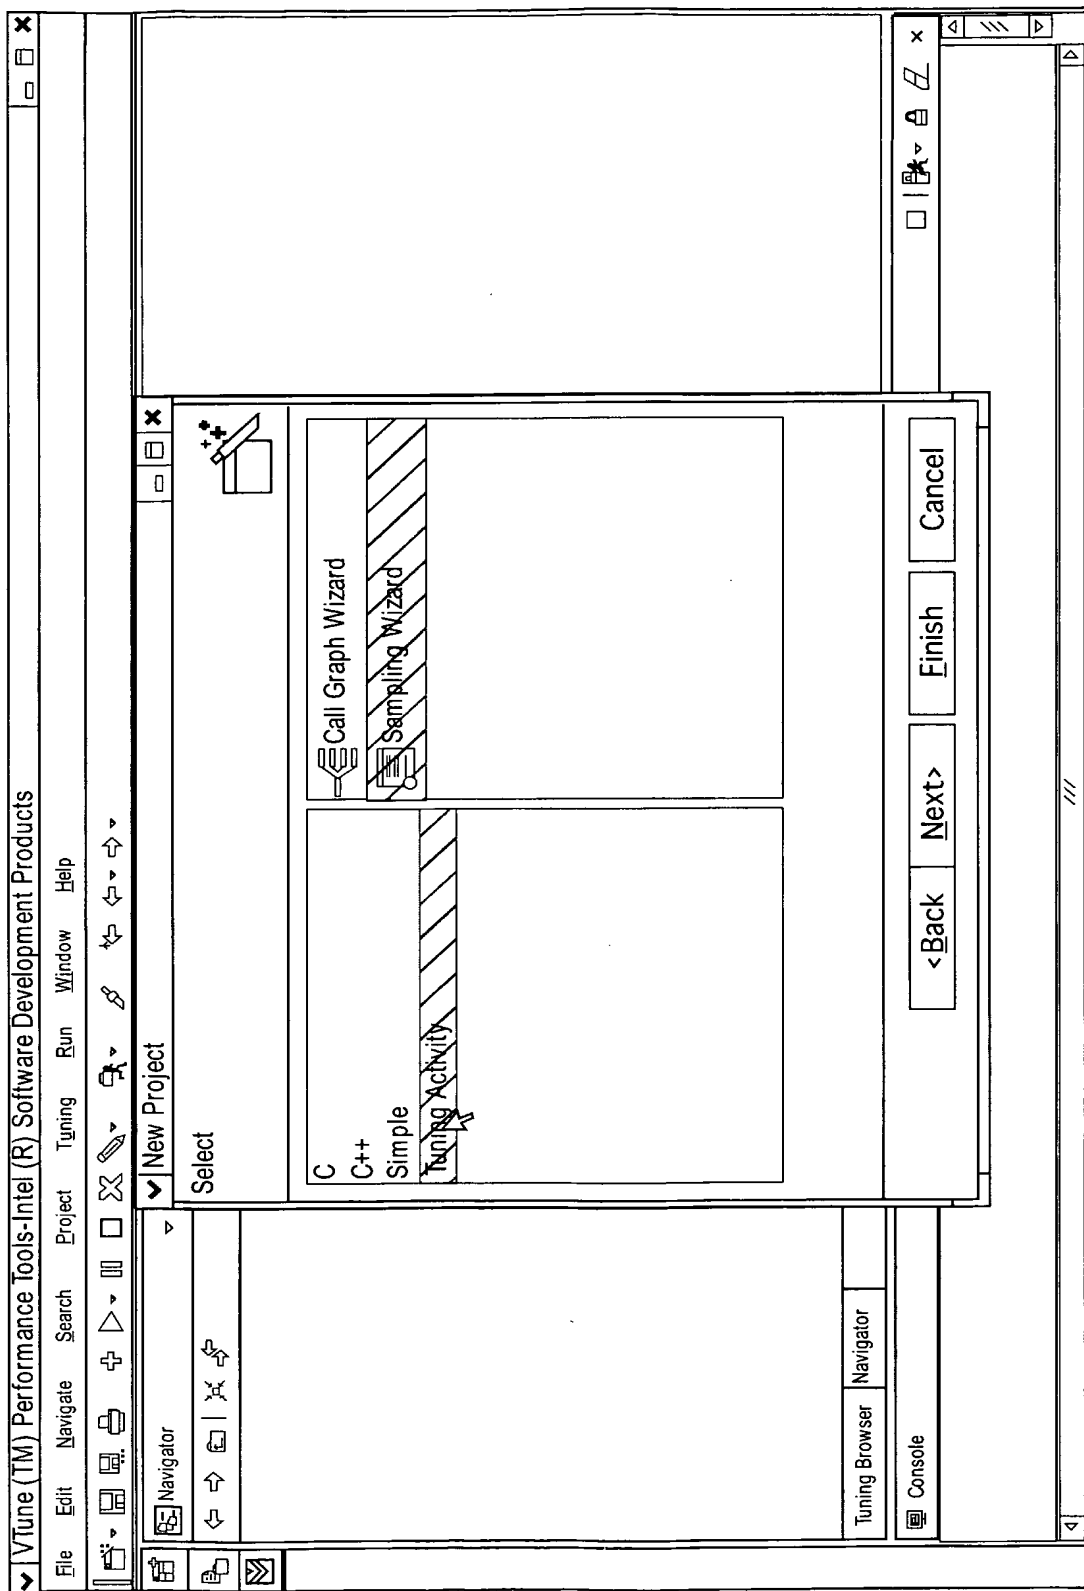 VTune (TM) Performance Tools-Intel (R) Software Development Products
File Edit Navigate Search Project Tuning Run Window Help
Navigator
New Project
Select
C
C++
Simple
Tuning Activity
Call Graph Wizard
Sampling Wizard
<Back Next> Finish Cancel
Tuning Browser Navigator
Console